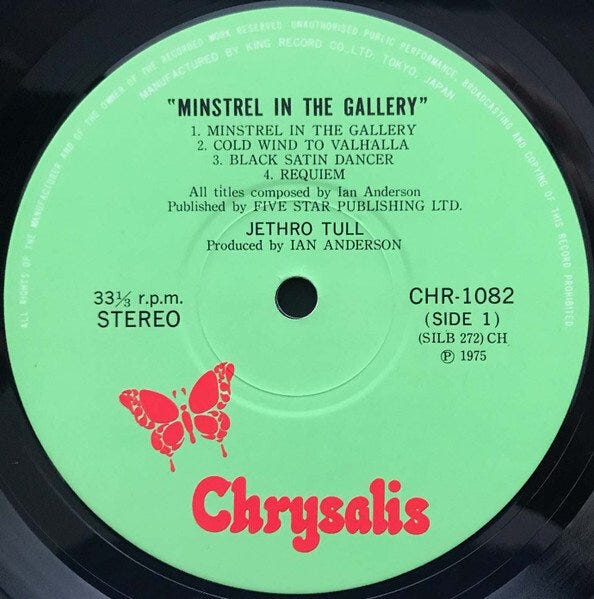 ALL RIGHTS OF THE MANUFACTURER AND OF THE OWNER OF THE RECORDED WORK RESERVED. UNAUTHORISED PUBLIC PERFORMANCE, BROADCASTING AND COPYING OF THIS RECORD PROHIBITED.
MANUFACTURED BY KING RECORD CO., LTD. TOKYO, JAPAN
"MINSTREL IN THE GALLERY"
1. MINSTREL IN THE GALLERY
2. COLD WIND TO VALHALLA
3. BLACK SATIN DANCER
4. REQUIEM
All titles composed by Ian Anderson
Published by FIVE STAR PUBLISHING LTD.
JETHRO TULL
Produced by IAN ANDERSON
33⅓ r.p.m.
STEREO
CHR-1082
(SIDE 1)
(SILB 272) CH
Ⓟ 1975
Chrysalis